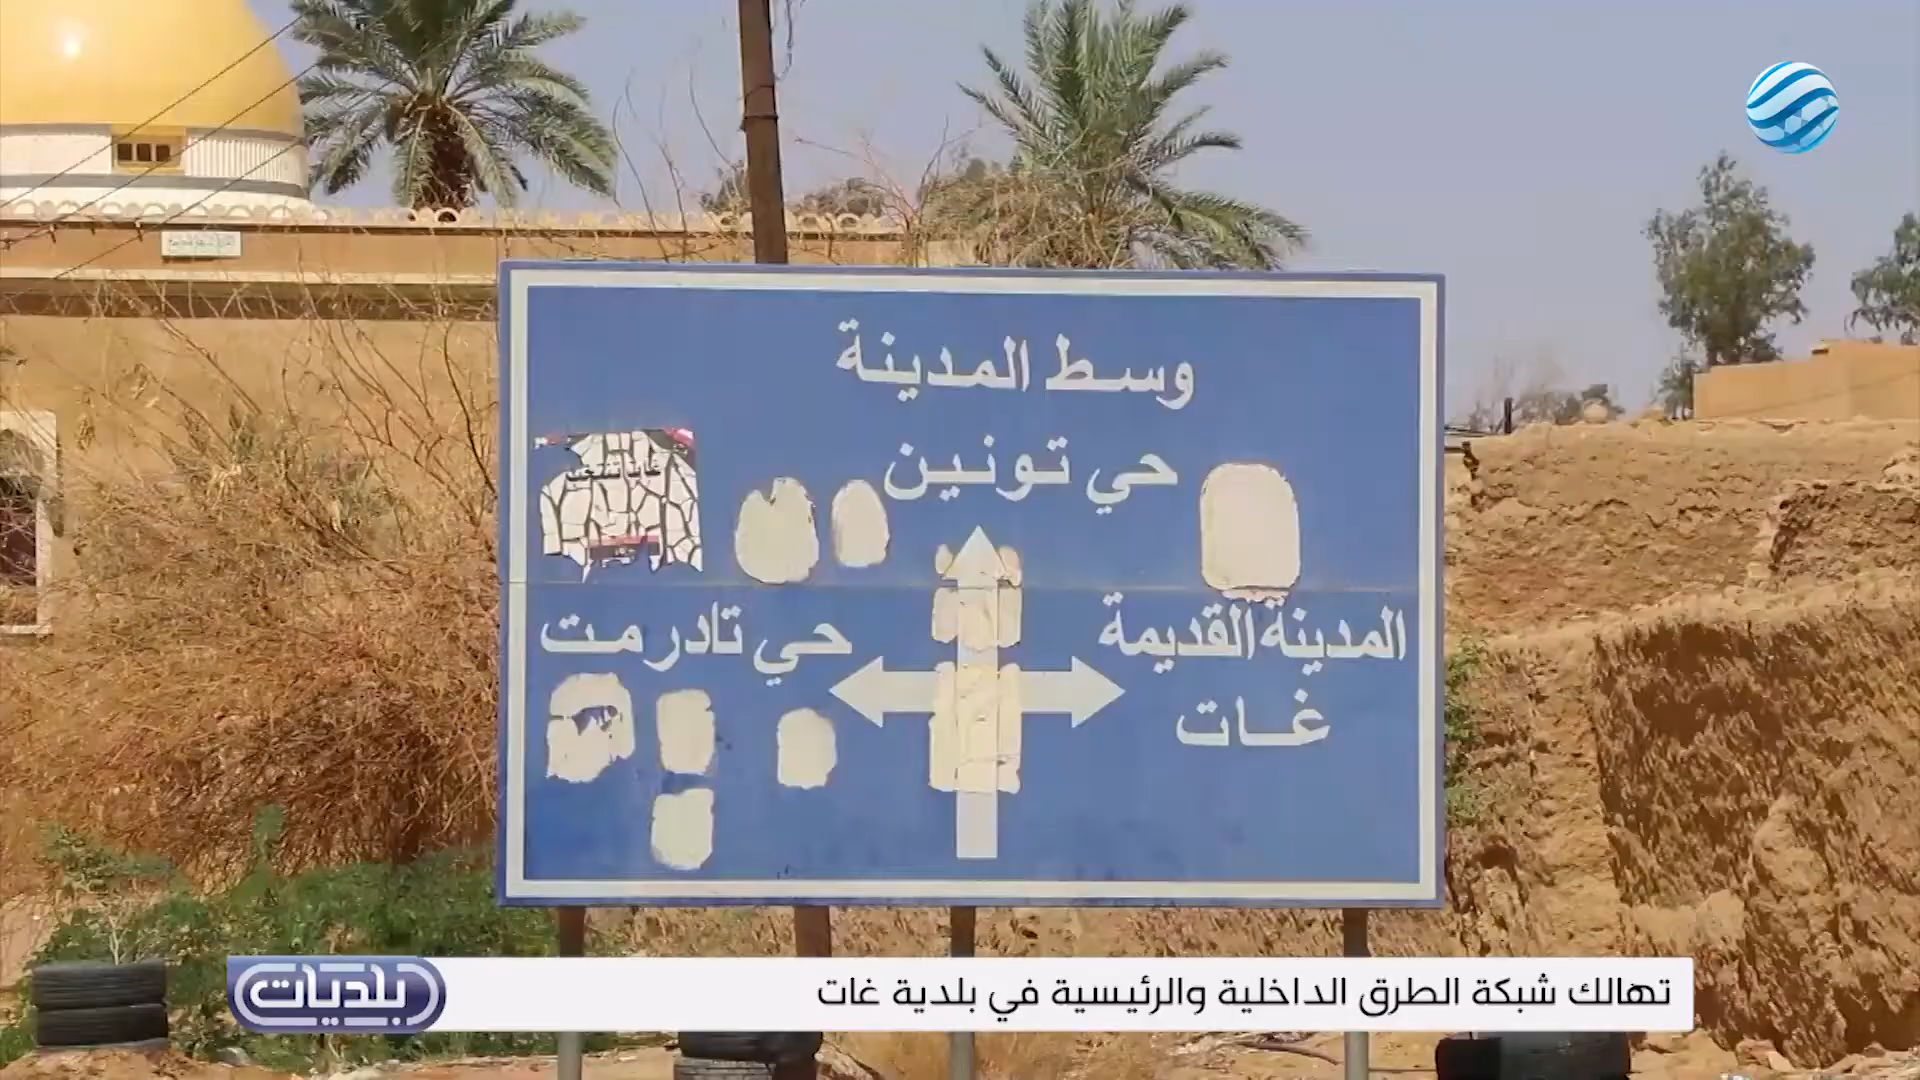 وسط المدينة
حي تونين
المدينة القديمة
غات
حي تادرمت
تهالك شبكة الطرق الداخلية والرئيسية في بلدية غات
بلديات